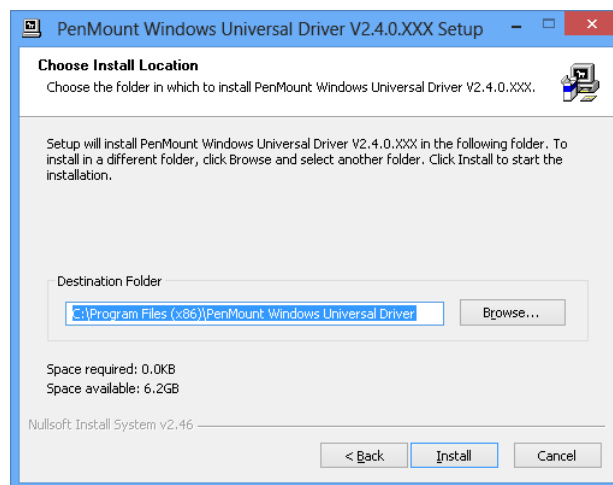 PenMount Windows Universal Driver V2.4.0.XXX Setup
Choose Install Location
Choose the folder in which to install PenMount Windows Universal Driver V2.4.0.XXX.
Setup will install PenMount Windows Universal Driver V2.4.0.XXX in the following folder. To
install in a different folder, click Browse and select another folder. Click Install to start the
installation.
Destination Folder
C:\Program Files (x86)\PenMount Windows Universal Driver
Browse...
Space required: 0.0KB
Space available: 6.2GB
Nullsoft Install System v2.46
< Back
Install
Cancel